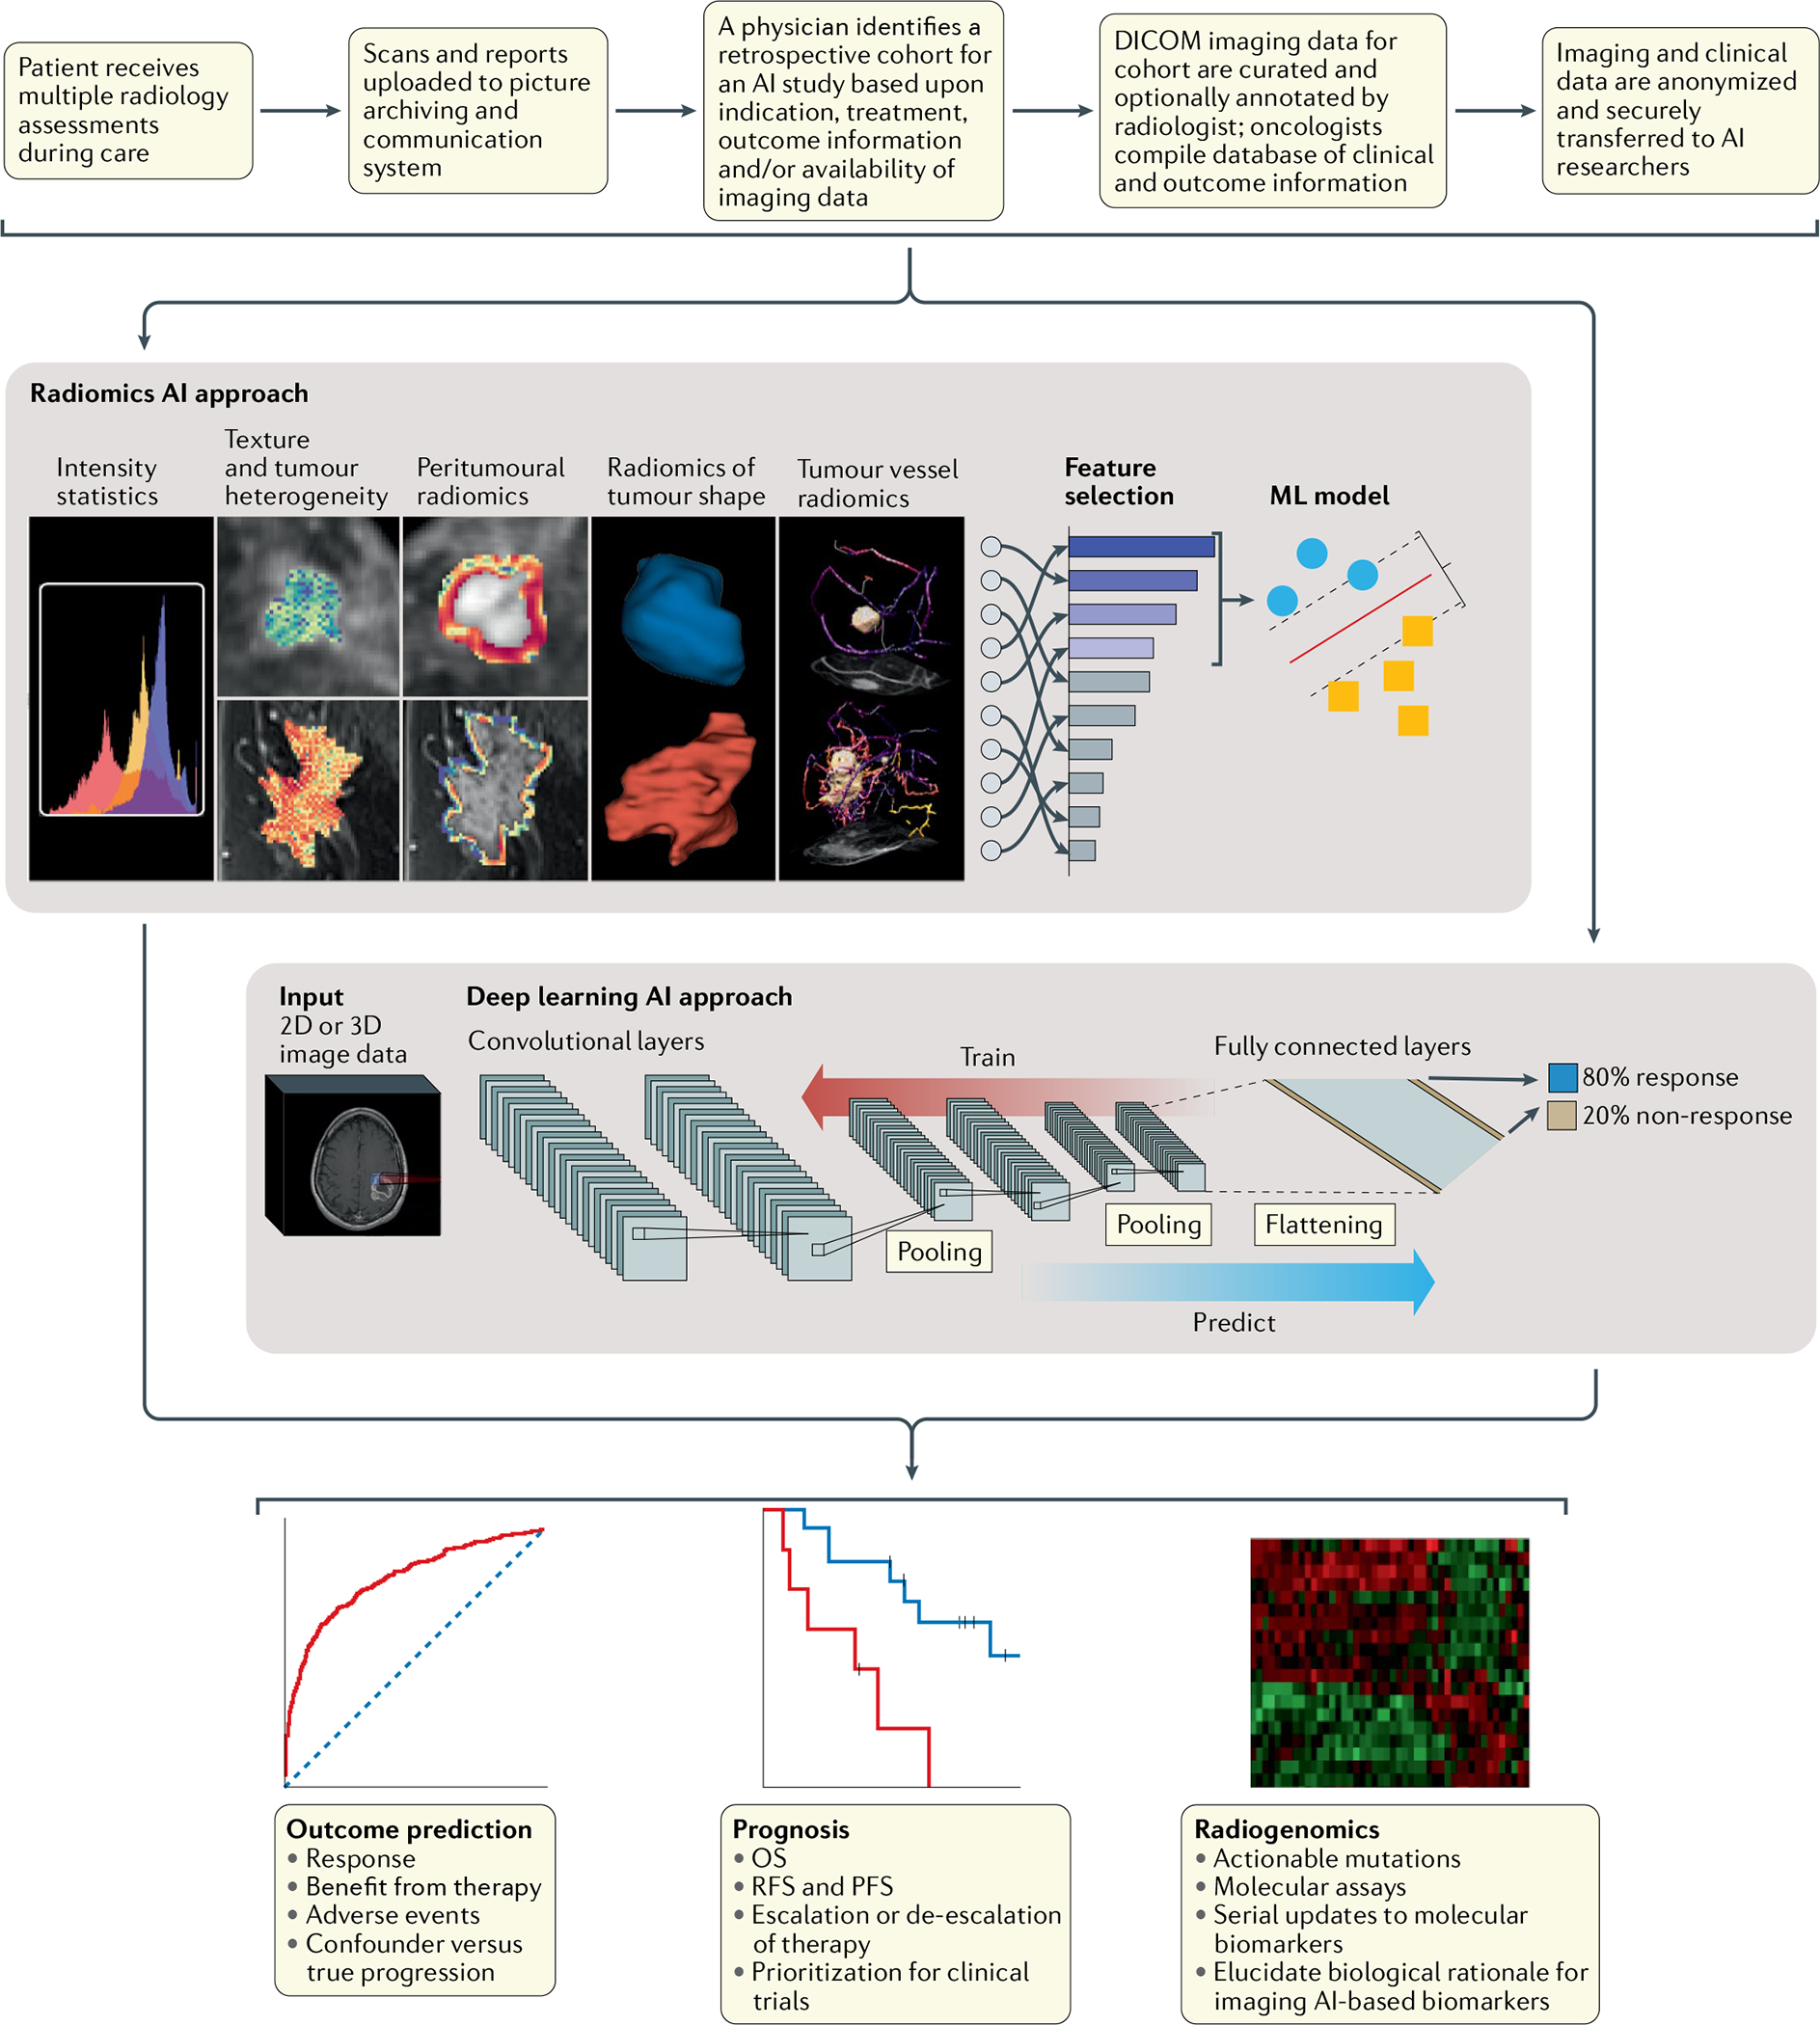 Patient receives
multiple radiology
assessments
during care
Scans and reports
uploaded to picture
archiving and
communication
system
A physician identifies a
retrospective cohort for
an AI study based upon
indication, treatment,
outcome information
and/or availability of
imaging data
DICOM imaging data for
cohort are curated and
optionally annotated by
radiologist; oncologists
compile database of clinical
and outcome information
Imaging and clinical
data are anonymized
and securely
transferred to AI
researchers
Radiomics AI approach
Intensity
statistics
Texture
and tumour
heterogeneity
Peritumoural
radiomics
Radiomics of
tumour shape
Tumour vessel
radiomics
Feature
selection
ML model
Input
2D or 3D
image data
Deep learning AI approach
Convolutional layers
Train
Fully connected layers
80% response
20% non-response
Pooling
Pooling
Flattening
Predict
Outcome prediction
• Response
• Benefit from therapy
• Adverse events
• Confounder versus
true progression
Prognosis
• OS
• RFS and PFS
• Escalation or de-escalation
of therapy
• Prioritization for clinical
trials
Radiogenomics
• Actionable mutations
• Molecular assays
• Serial updates to molecular
biomarkers
• Elucidate biological rationale for
imaging AI-based biomarkers